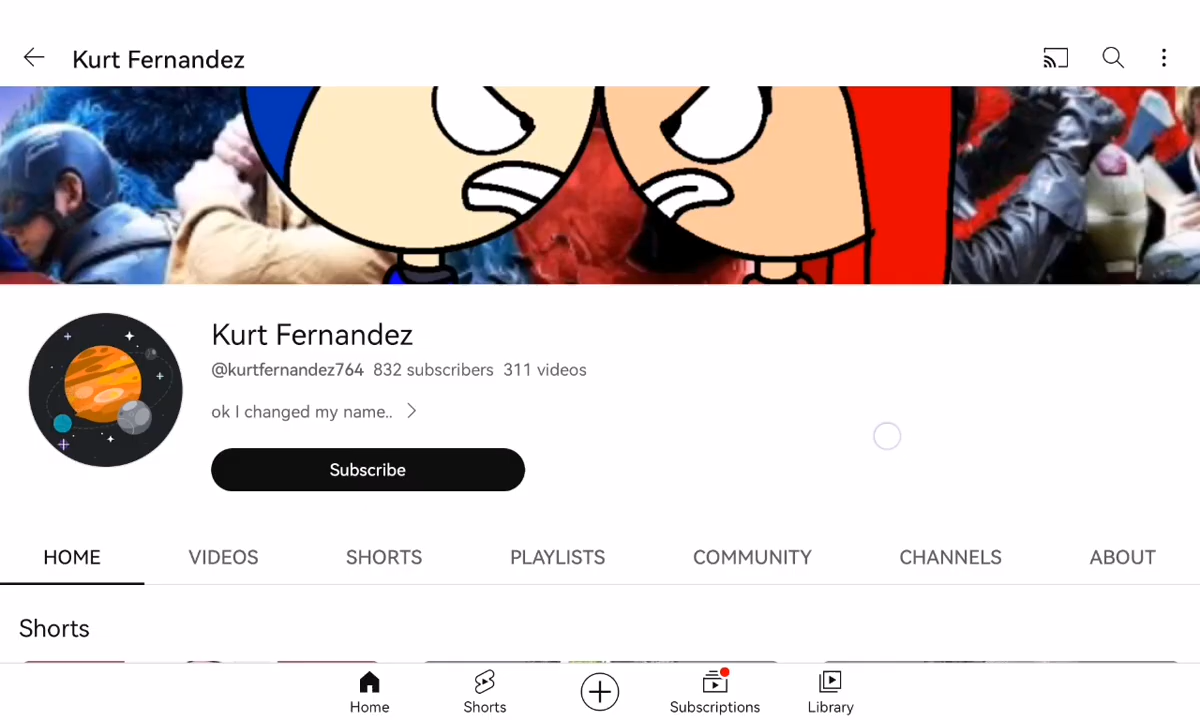 Kurt Fernandez
Kurt Fernandez
@kurtfernandez764 832 subscribers 311 videos
ok I changed my name..
Subscribe
HOME VIDEOS SHORTS PLAYLISTS COMMUNITY CHANNELS ABOUT
Shorts
Home Shorts Subscriptions Library